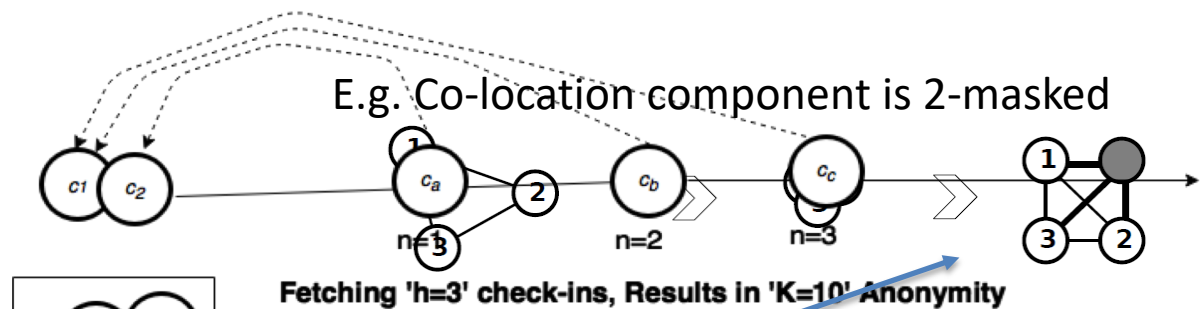 E.g. Co-location component is 2-masked
1 1
c1 c2 ca 2 cb cc
3 2
n=1 3 n=2 n=3
Fetching 'h=3' check-ins, Results in 'K=10' Anonymity